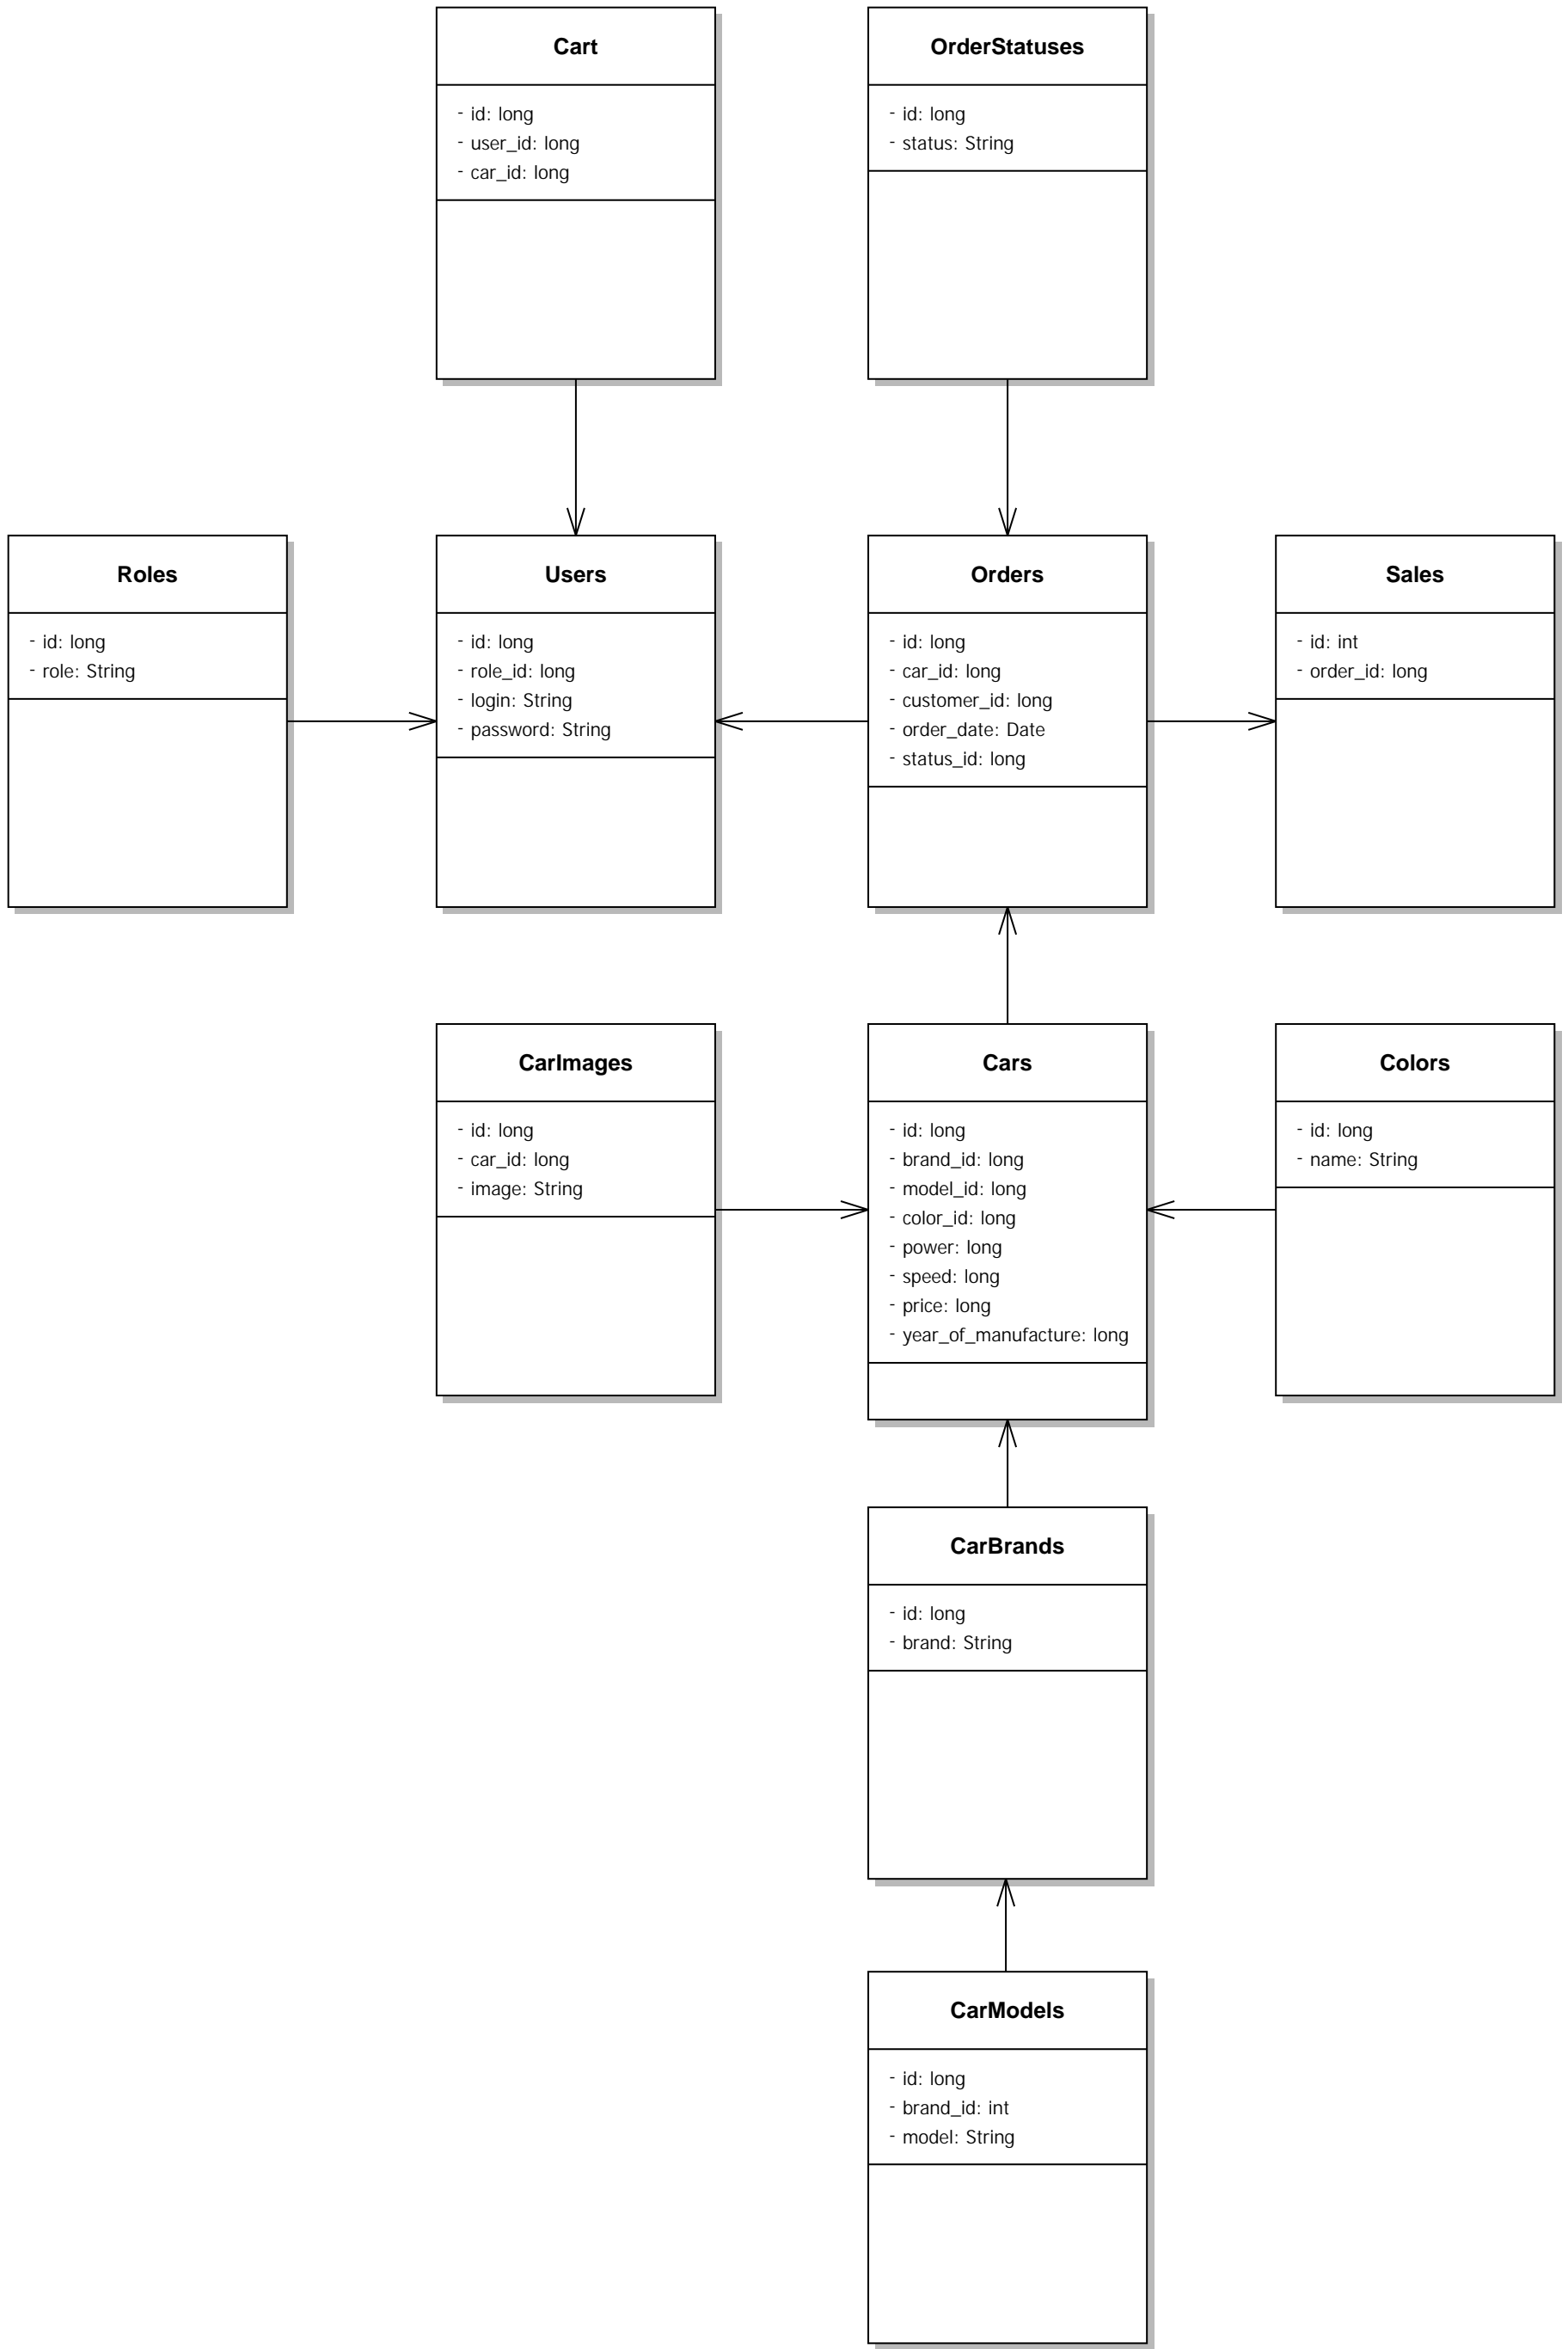 Cart
- id: long
- user_id: long
- car_id: long
OrderStatuses
- id: long
- status: String
Roles
- id: long
- role: String
Users
- id: long
- role_id: long
- login: String
- password: String
Orders
- id: long
- car_id: long
- customer_id: long
- order_date: Date
- status_id: long
Sales
- id: int
- order_id: long
CarImages
- id: long
- car_id: long
- image: String
Cars
- id: long
- brand_id: long
- model_id: long
- color_id: long
- power: long
- speed: long
- price: long
- year_of_manufacture: long
Colors
- id: long
- name: String
CarBrands
- id: long
- brand: String
CarModels
- id: long
- brand_id: int
- model: String